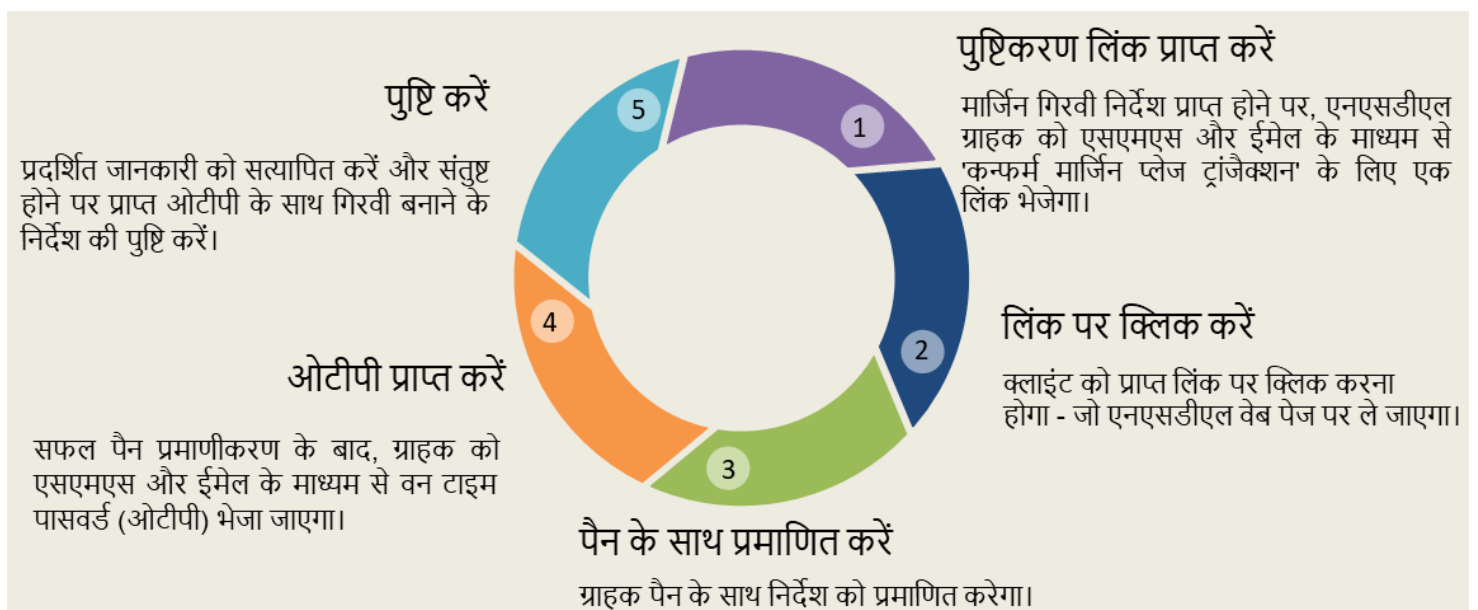 पुष्टिकरण लिंक प्राप्त करें
मार्जिन गिरवी निर्देश प्राप्त होने पर, एनएसडीएल
ग्राहक को एसएमएस और ईमेल के माध्यम से
'कन्फर्म मार्जिन प्लेज ट्रांजैक्शन' के लिए एक
लिंक भेजेगा।
1
लिंक पर क्लिक करें
क्लाइंट को प्राप्त लिंक पर क्लिक करना
होगा - जो एनएसडीएल वेब पेज पर ले जाएगा।
2
पैन के साथ प्रमाणित करें
ग्राहक पैन के साथ निर्देश को प्रमाणित करेगा।
3
ओटीपी प्राप्त करें
सफल पैन प्रमाणीकरण के बाद, ग्राहक को
एसएमएस और ईमेल के माध्यम से वन टाइम
पासवर्ड (ओटीपी) भेजा जाएगा।
4
पुष्टि करें
प्रदर्शित जानकारी को सत्यापित करें और संतुष्ट
होने पर प्राप्त ओटीपी के साथ गिरवी बनाने के
निर्देश की पुष्टि करें।
5